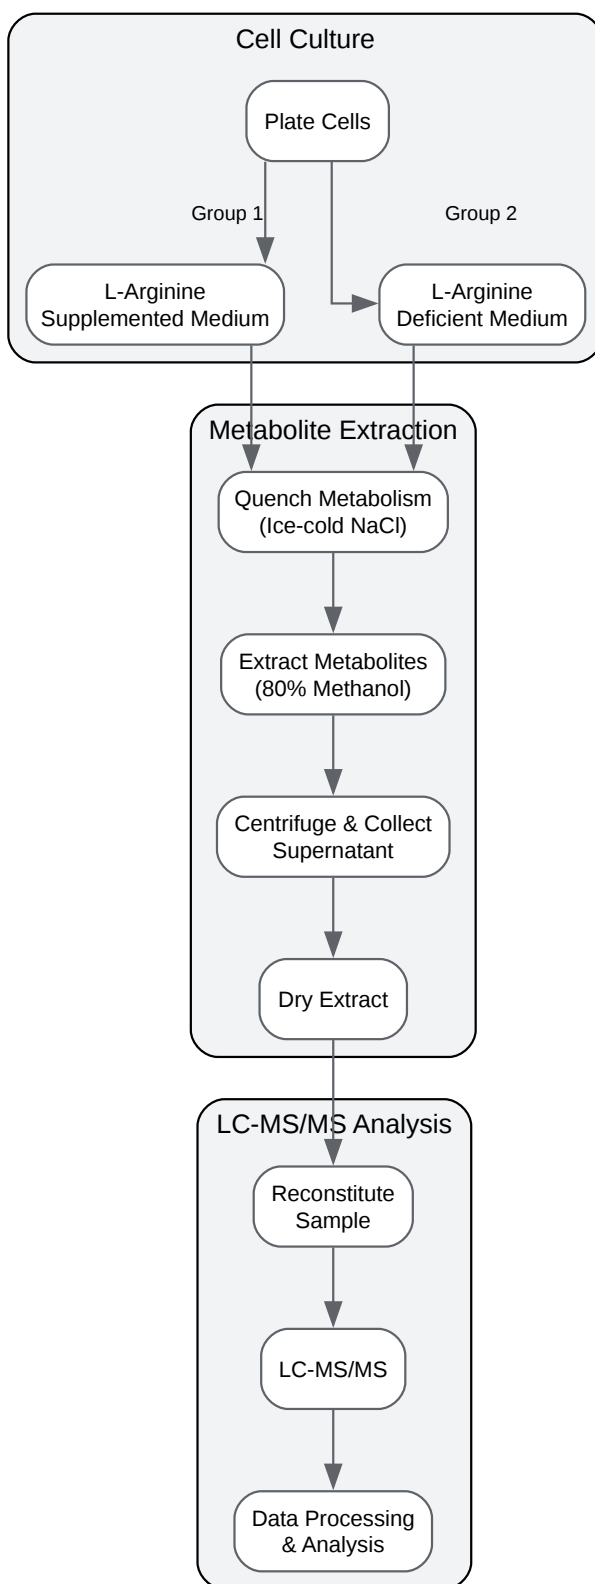 Cell Culture
Plate Cells
Group 1
Group 2
L-Arginine
Supplemented Medium
L-Arginine
Deficient Medium
Metabolite Extraction
Quench Metabolism
(Ice-cold NaCl)
Extract Metabolites
(80% Methanol)
Centrifuge & Collect
Supernatant
Dry Extract
LC-MS/MS Analysis
Reconstitute
Sample
LC-MS/MS
Data Processing
& Analysis